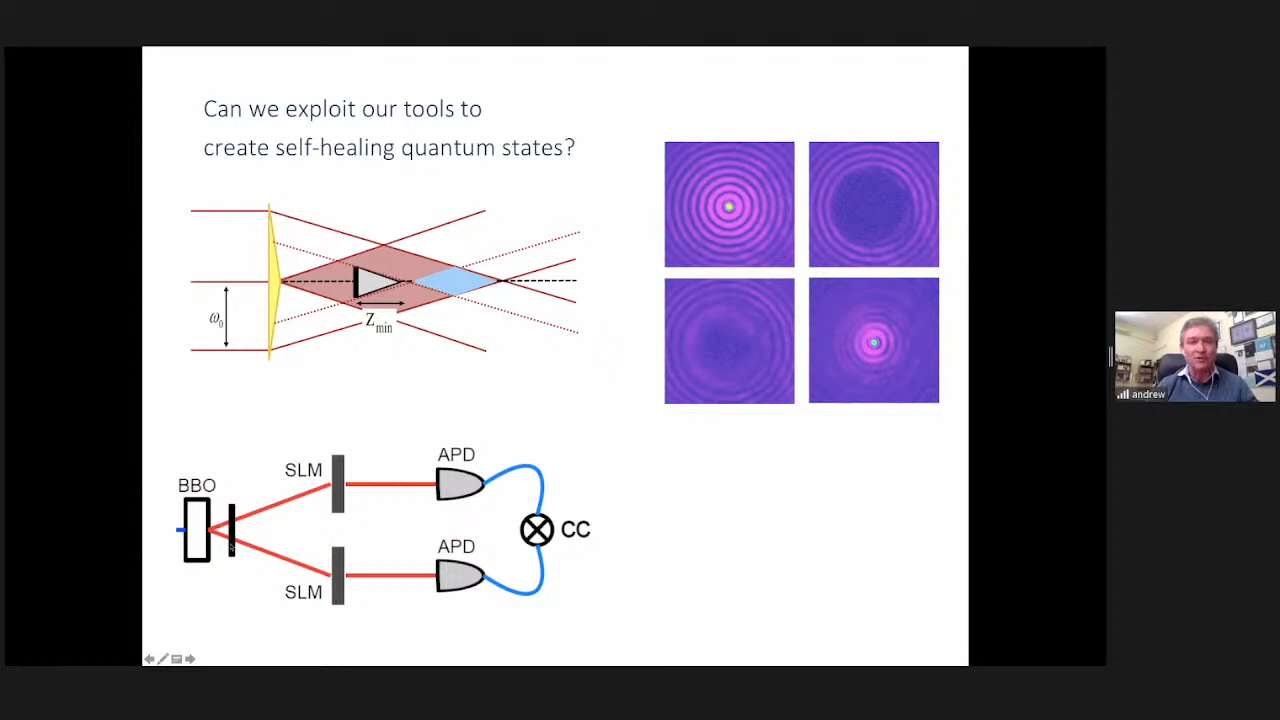 Can we exploit our tools to
create self-healing quantum states?
ω0
Zmin
BBO
SLM
APD
CC
APD
SLM
andrew